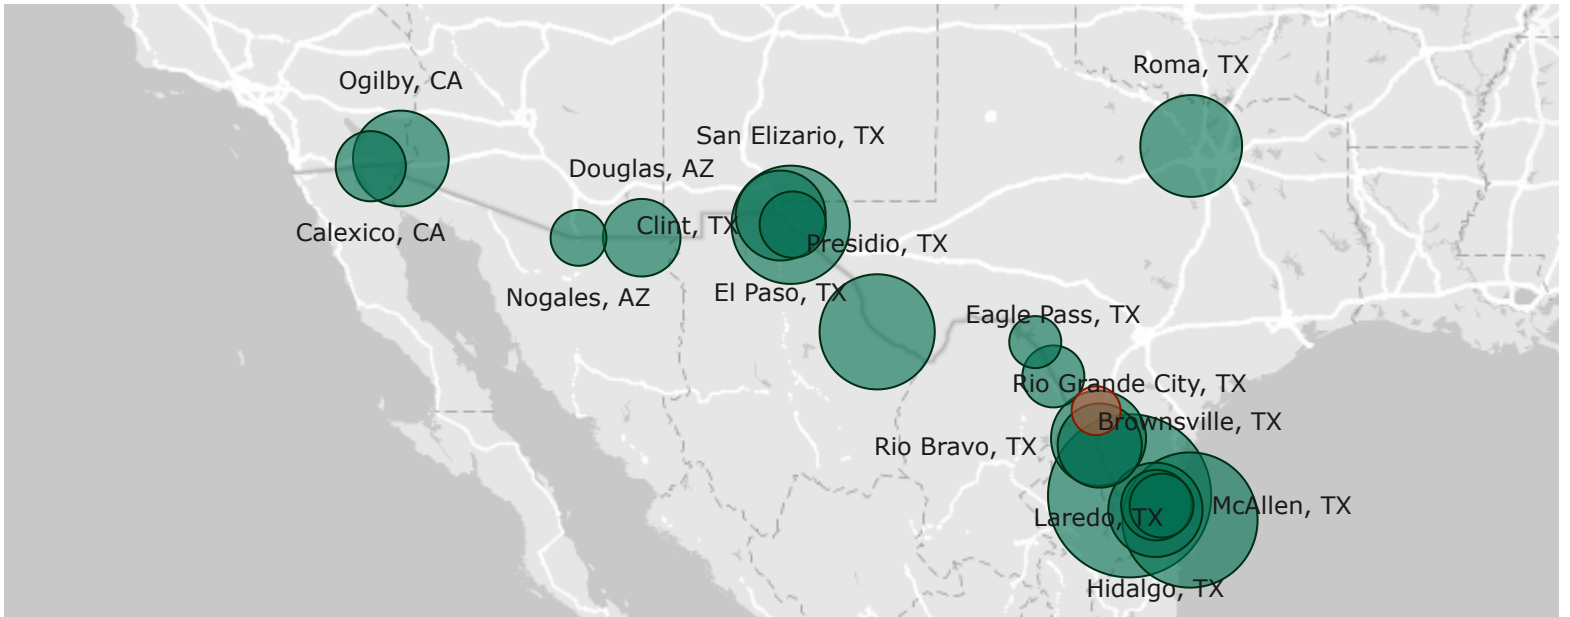 Roma, TX
Ogilby, CA
San Elizario, TX
Douglas, AZ
Clint, TX
Calexico, CA
Presidio, TX
El Paso, TX
Nogales, AZ
Eagle Pass, TX
Rio Grande City, TX
Brownsville, TX
Rio Bravo, TX
McAllen, TX
Laredo, TX
Hidalgo, TX